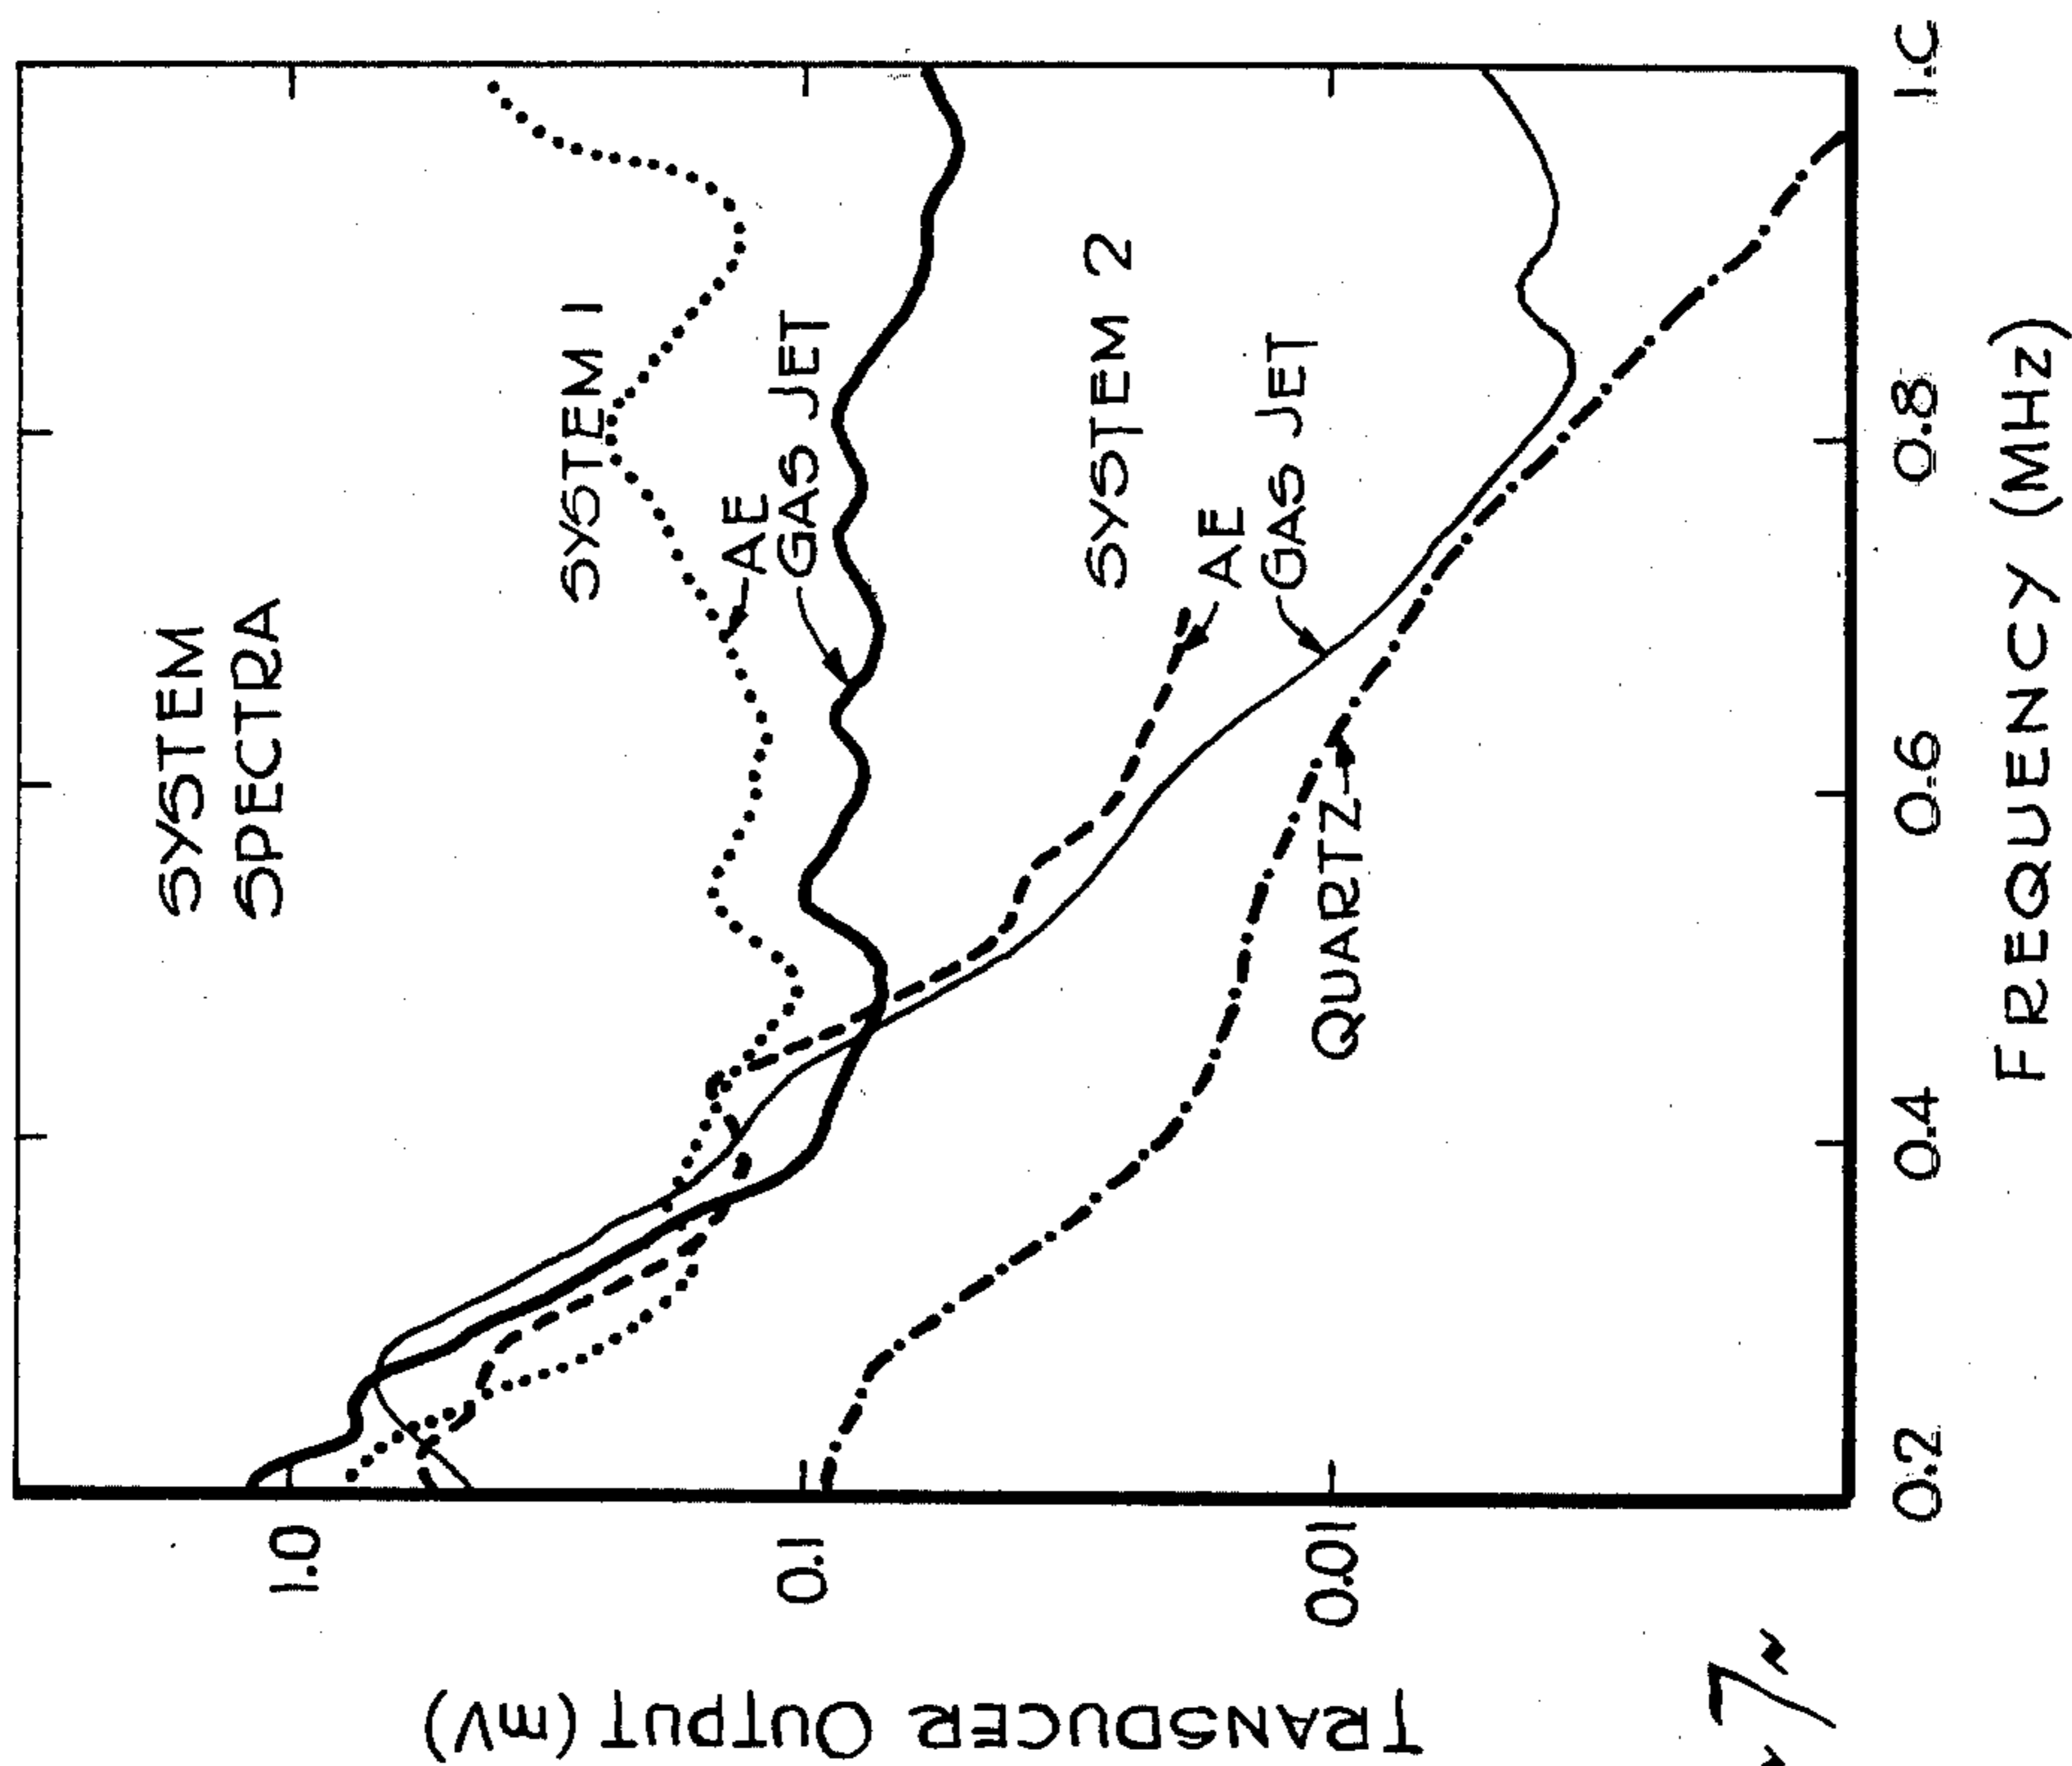 SYSTEM
SPECTRA
SYSTEM 1
AE
GAS JET
SYSTEM 2
AE
GAS JET
QUARTZ
1.0
0.1
0.01
TRANSDUCER OUTPUT (mV)
0.2
0.4
0.6
0.8
FREQUENCY (MHz)